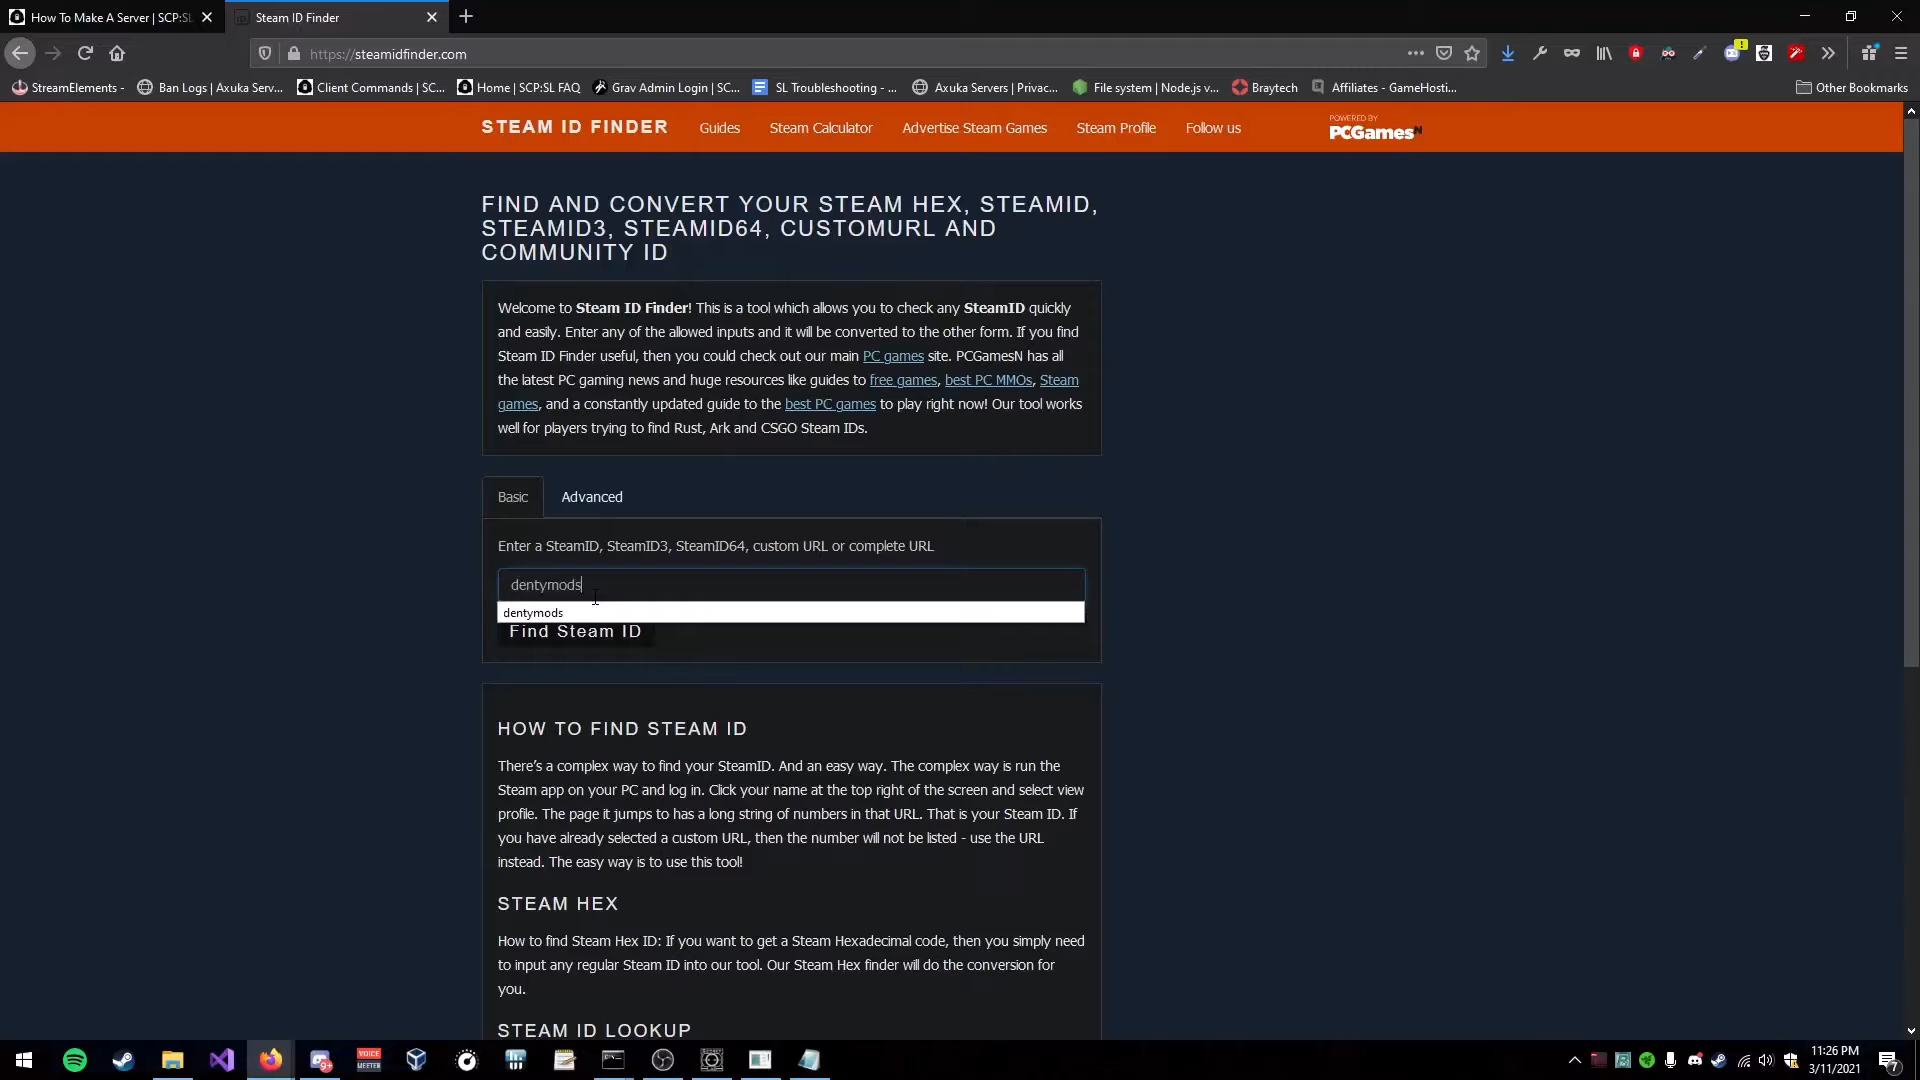 How To Make A Server | SCP:SL
Steam ID Finder
https://steamidfinder.com
StreamElements -
Ban Logs | Axuka Serv...
Client Commands | SC...
Home | SCP:SL FAQ
Grav Admin Login | SC...
SL Troubleshooting - ...
Axuka Servers | Privac...
File system | Node.js v...
Braytech
Affiliates - GameHosti...
Other Bookmarks
STEAM ID FINDER
Guides
Steam Calculator
Advertise Steam Games
Steam Profile
Follow us
POWERED BY
PCGamesN
FIND AND CONVERT YOUR STEAM HEX, STEAMID,
STEAMID3, STEAMID64, CUSTOMURL AND
COMMUNITY ID
Welcome to Steam ID Finder! This is a tool which allows you to check any SteamID quickly
and easily. Enter any of the allowed inputs and it will be converted to the other form. If you find
Steam ID Finder useful, then you could check out our main PC games site. PCGamesN has all
the latest PC gaming news and huge resources like guides to free games, best PC MMOs, Steam
games, and a constantly updated guide to the best PC games to play right now! Our tool works
well for players trying to find Rust, Ark and CSGO Steam IDs.
Basic
Advanced
Enter a SteamID, SteamID3, SteamID64, custom URL or complete URL
dentymods
dentymods
Find Steam ID
HOW TO FIND STEAM ID
There's a complex way to find your SteamID. And an easy way. The complex way is run the
Steam app on your PC and log in. Click your name at the top right of the screen and select view
profile. The page it jumps to has a long string of numbers in that URL. That is your Steam ID. If
you have already selected a custom URL, then the number will not be listed - use the URL
instead. The easy way is to use this tool!
STEAM HEX
How to find Steam Hex ID: If you want to get a Steam Hexadecimal code, then you simply need
to input any regular Steam ID into our tool. Our Steam Hex finder will do the conversion for
you.
STEAM ID LOOKUP
VOICE
MEETER
9+
11:26 PM
3/11/2021
7